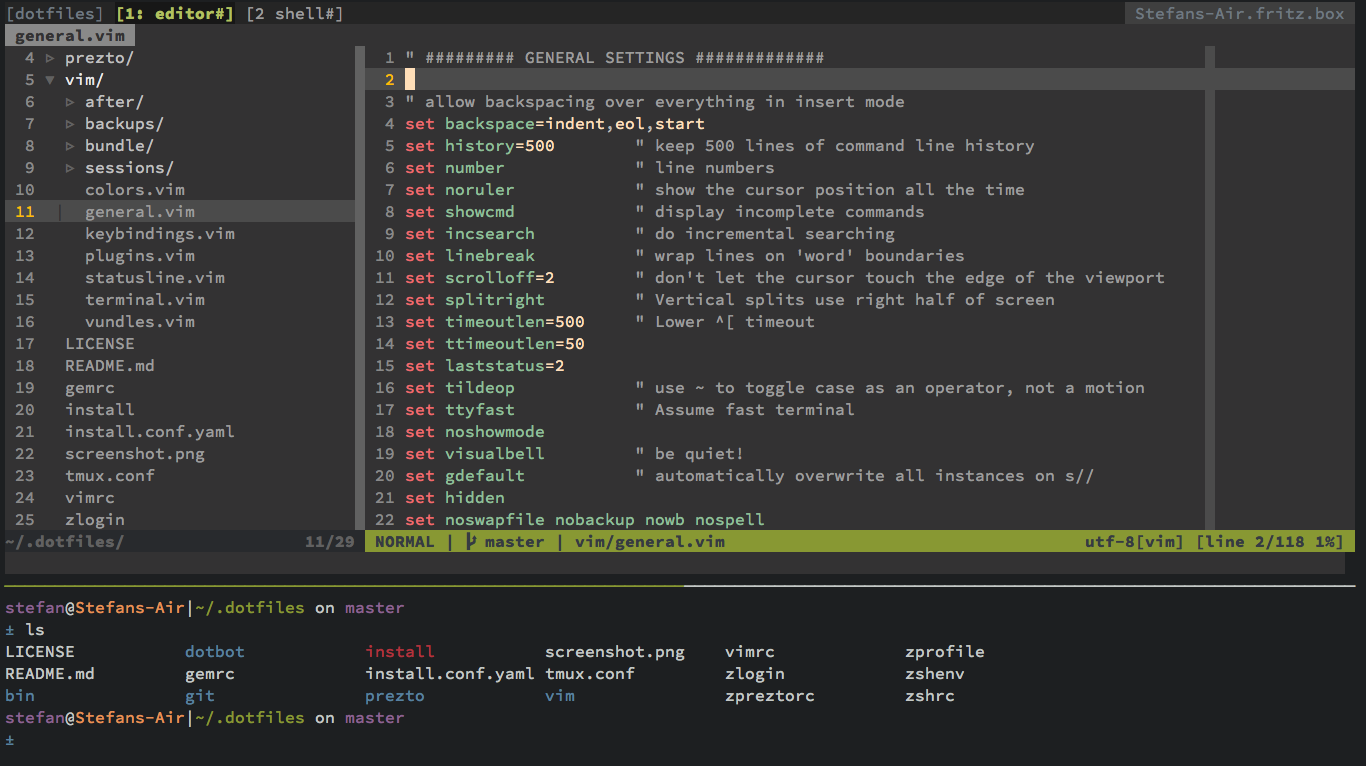 [dotfiles] [1: editor#] [2 shell#] Stefans-Air.fritz.box
general.vim
4 ▷ prezto/
5 ▼ vim/
6 ▷ after/
7 ▷ backups/
8 ▷ bundle/
9 ▷ sessions/
10 colors.vim
11 | general.vim
12 keybindings.vim
13 plugins.vim
14 statusline.vim
15 terminal.vim
16 vundles.vim
17 LICENSE
18 README.md
19 gemrc
20 install
21 install.conf.yaml
22 screenshot.png
23 tmux.conf
24 vimrc
25 zlogin
~/.dotfiles/ 11/29
1 " ######### GENERAL SETTINGS #############
2
3 " allow backspacing over everything in insert mode
4 set backspace=indent,eol,start
5 set history=500 " keep 500 lines of command line history
6 set number " line numbers
7 set noruler " show the cursor position all the time
8 set showcmd " display incomplete commands
9 set incsearch " do incremental searching
10 set linebreak " wrap lines on 'word' boundaries
11 set scrolloff=2 " don't let the cursor touch the edge of the viewport
12 set splitright " Vertical splits use right half of screen
13 set timeoutlen=500 " Lower ^[ timeout
14 set ttimeoutlen=50
15 set laststatus=2
16 set tildeop " use ~ to toggle case as an operator, not a motion
17 set ttyfast " Assume fast terminal
18 set noshowmode
19 set visualbell " be quiet!
20 set gdefault " automatically overwrite all instances on s//
21 set hidden
22 set noswapfile nobackup nowb nospell
NORMAL | master | vim/general.vim utf-8[vim] [line 2/118 1%]
stefan@Stefans-Air|~/.dotfiles on master
± ls
LICENSE dotbot install screenshot.png vimrc zprofile
README.md gemrc install.conf.yaml tmux.conf zlogin zshenv
bin git prezto vim zpreztorc zshrc
stefan@Stefans-Air|~/.dotfiles on master
±